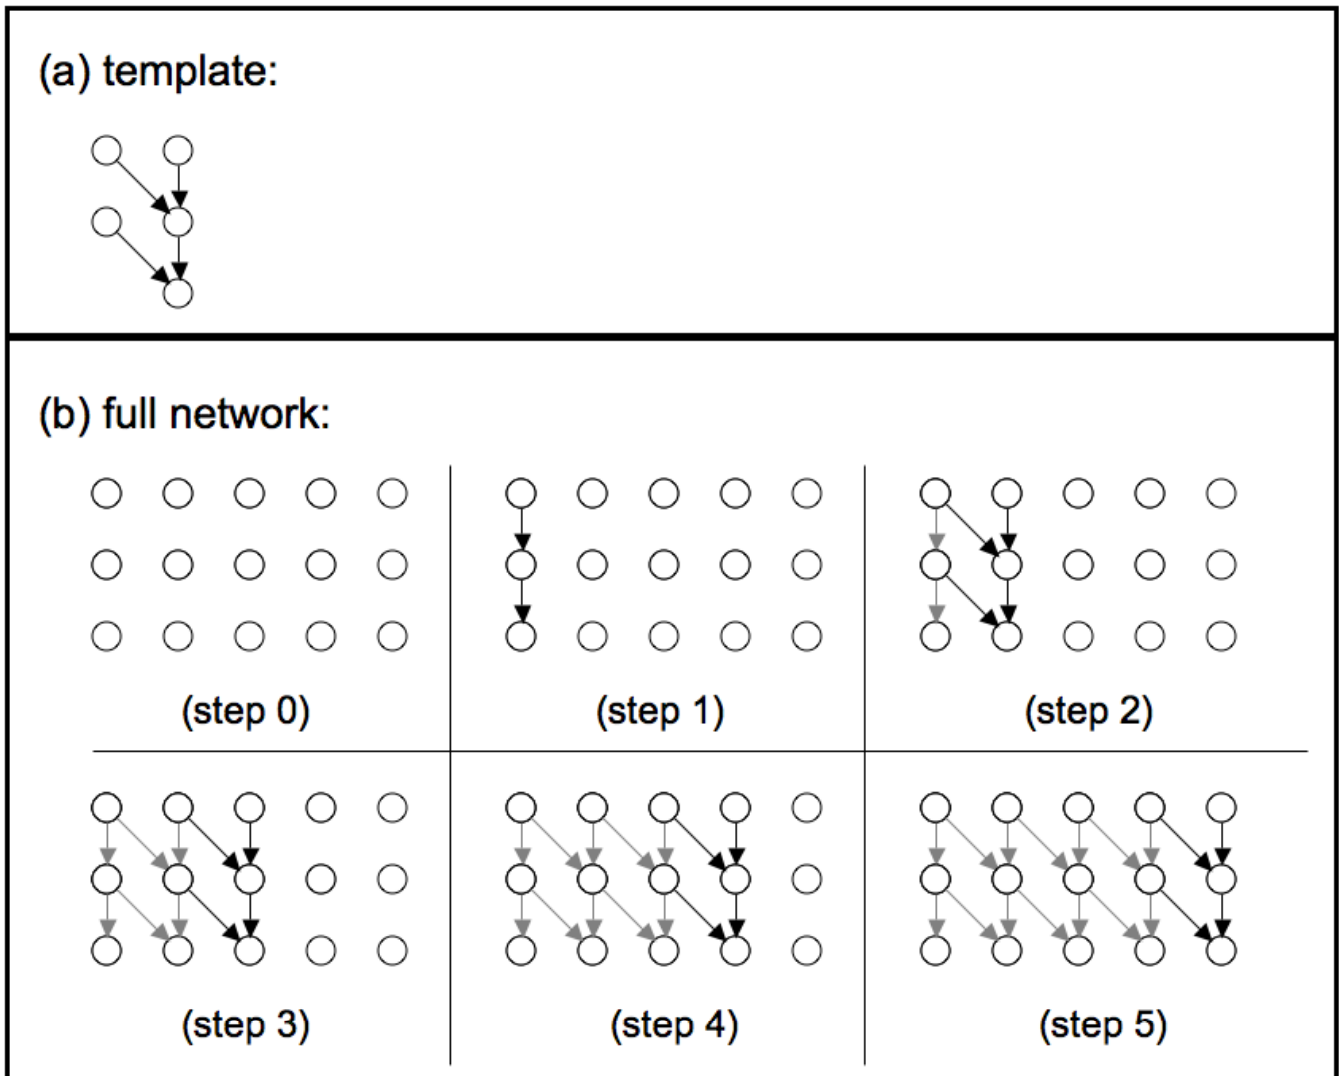 (a) template:
(b) full network:
(step 0)
(step 1)
(step 2)
(step 3)
(step 4)
(step 5)